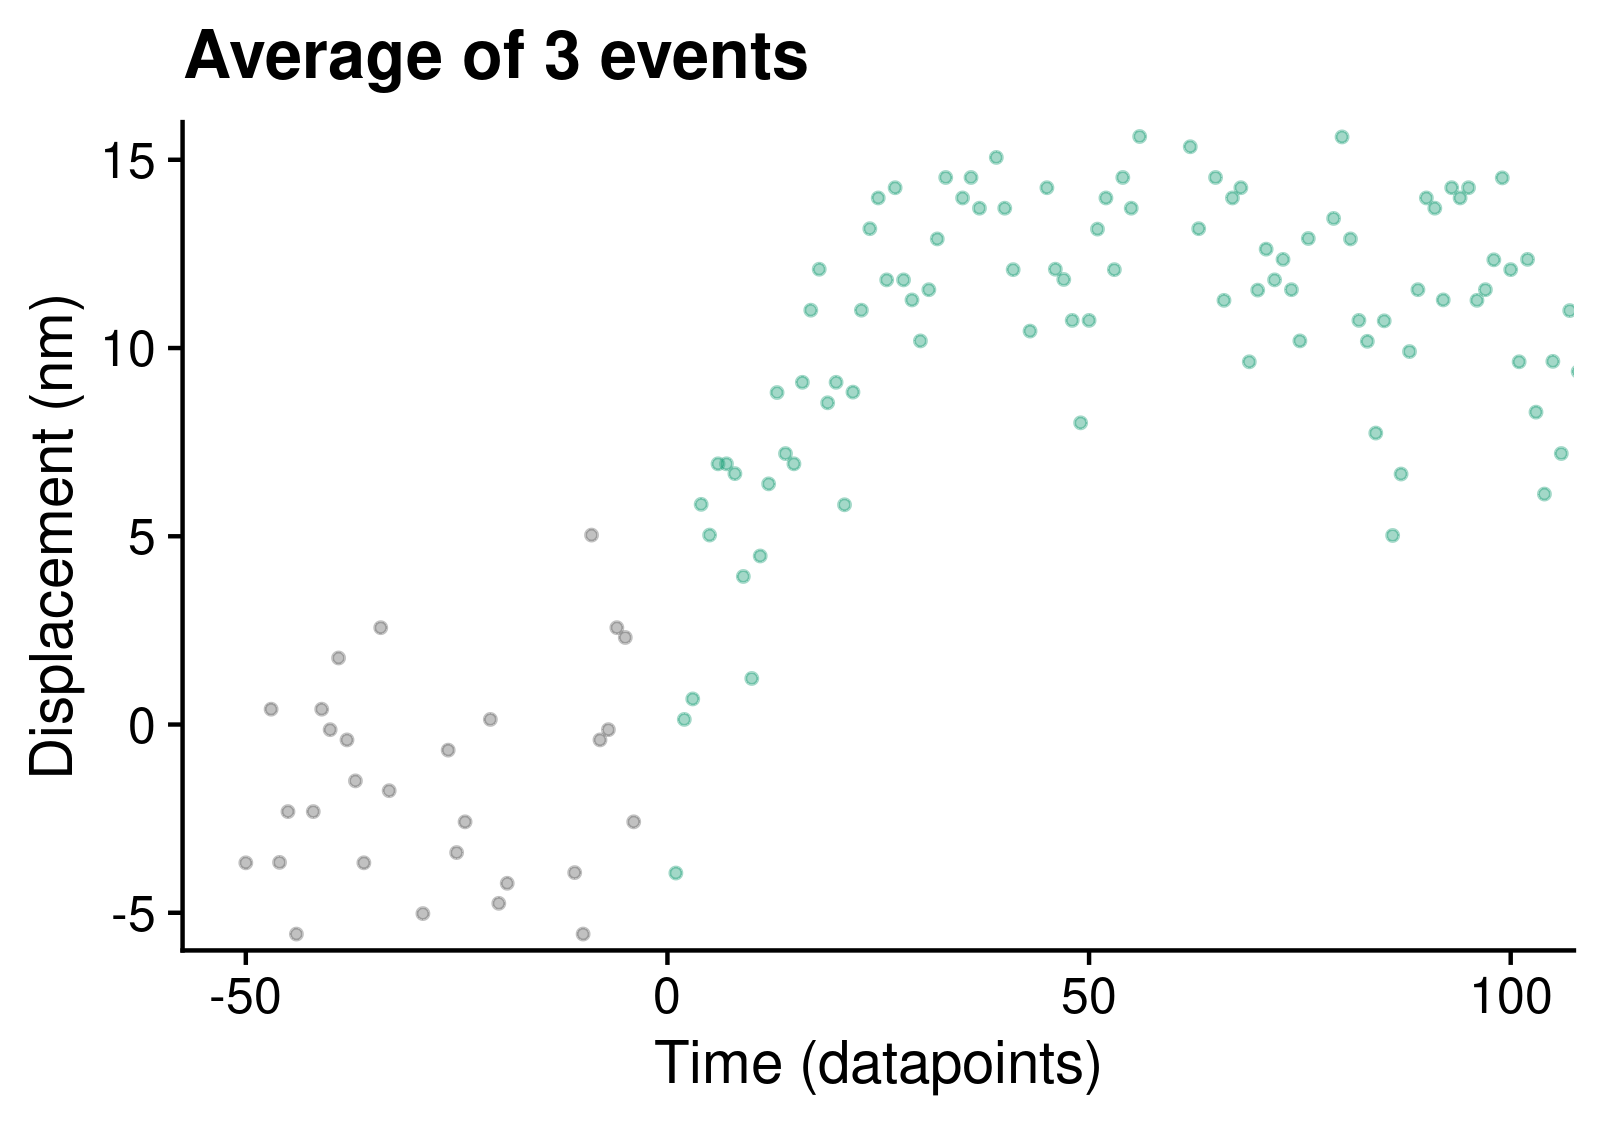 Average of 3 events
Displacement (nm)
15
10
5
0
-5
-50 0 50 100
Time (datapoints)